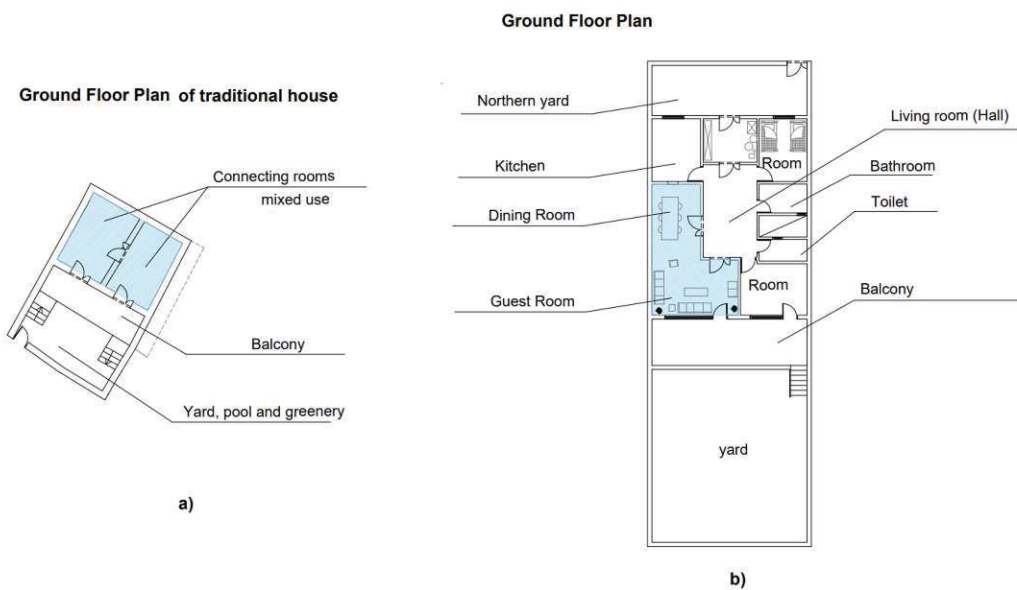 Ground Floor Plan of traditional house
Connecting rooms
mixed use
Balcony
Yard, pool and greenery
a)
Ground Floor Plan
Northern yard
Living room (Hall)
Kitchen
Room
Bathroom
Dining Room
Toilet
Guest Room
Room
Balcony
yard
b)